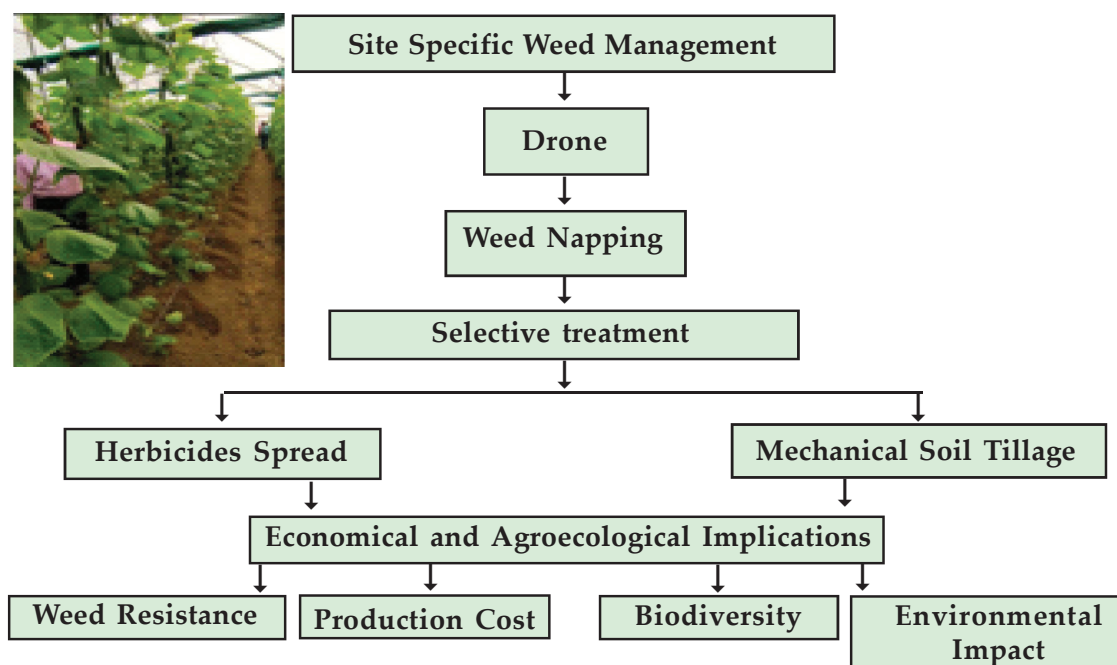 Site Specific Weed Management
Drone
Weed Napping
Selective treatment
Herbicides Spread
Mechanical Soil Tillage
Economical and Agroecological Implications
Weed Resistance
Production Cost
Biodiversity
Environmental
Impact